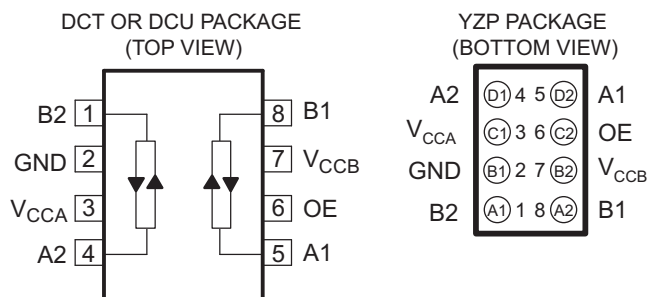 DCT OR DCU PACKAGE
(TOP VIEW)
B2 1 8 B1
GND 2 7 VCCB
VCCA 3 6 OE
A2 4 5 A1
YZP PACKAGE
(BOTTOM VIEW)
A2 D1 4 5 D2 A1
VCCA C1 3 6 C2 OE
GND B1 2 7 B2 VCCB
B2 A1 1 8 A2 B1